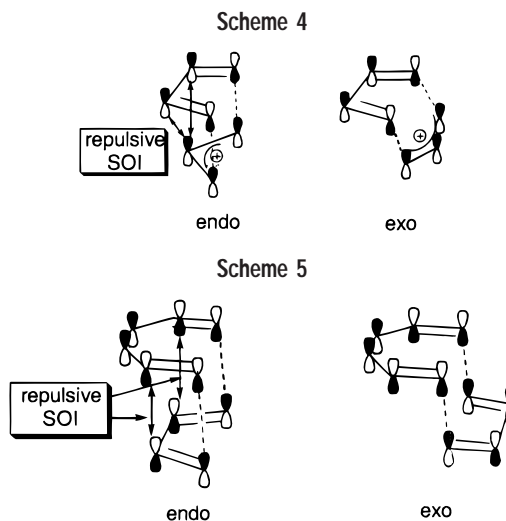 Scheme 4
repulsive
SOI
+
+
endo
exo
Scheme 5
repulsive
SOI
endo
exo